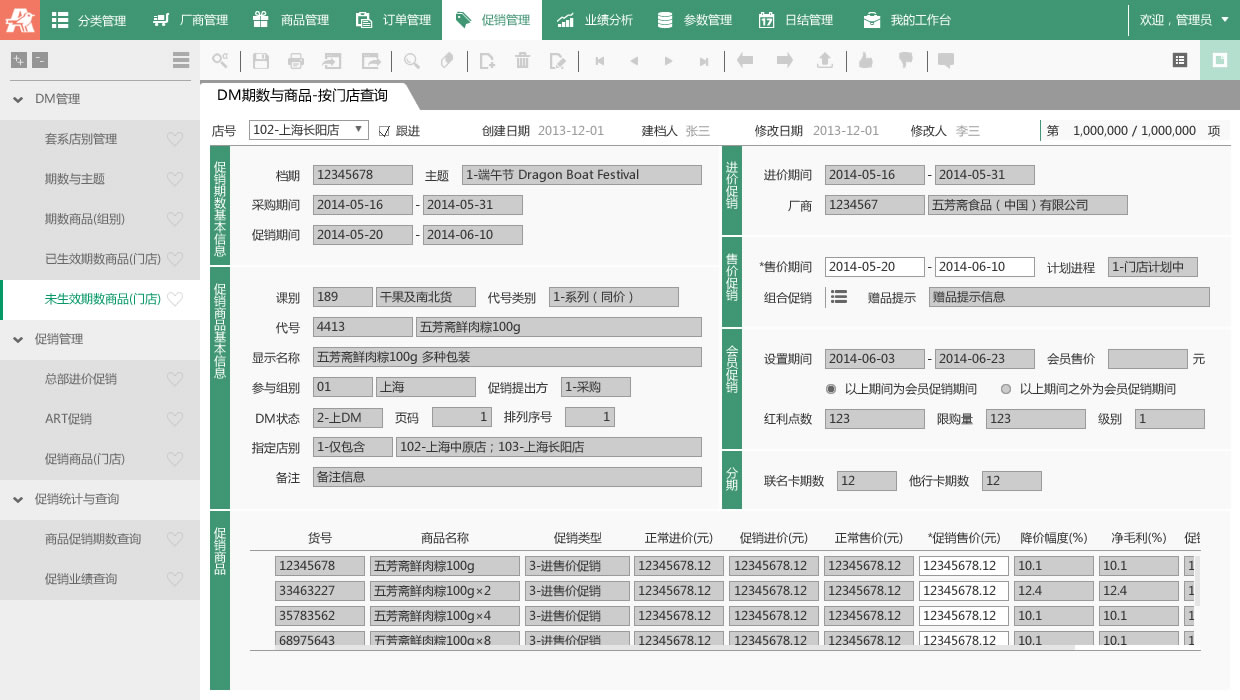 分类管理 厂商管理 商品管理 订单管理 促销管理 业绩分析 参数管理 日结管理 我的工作台 欢迎，管理员
DM管理
套系店别管理
期数与主题
期数商品(组别)
已生效期数商品(门店)
未生效期数商品(门店)
促销管理
总部进价促销
ART促销
促销商品(门店)
促销统计与查询
商品促销期数查询
促销业绩查询
DM期数与商品-按门店查询
店号 102-上海长阳店 跟进 创建日期 2013-12-01 建档人 张三 修改日期 2013-12-01 修改人 李三 第 1,000,000 / 1,000,000 项
促销期数基本信息
档期 12345678 主题 1-端午节 Dragon Boat Festival
采购期间 2014-05-16 - 2014-05-31
促销期间 2014-05-20 - 2014-06-10
促销商品基本信息
课别 189 干果及南北货 代号类别 1-系列（同价）
代号 4413 五芳斋鲜肉粽100g
显示名称 五芳斋鲜肉粽100g 多种包装
参与组别 01 上海 促销提出方 1-采购
DM状态 2-上DM 页码 1 排列序号 1
指定店别 1-仅包含 102-上海中原店；103-上海长阳店
备注 备注信息
进价促销
进价期间 2014-05-16 - 2014-05-31
厂商 1234567 五芳斋食品（中国）有限公司
售价促销
*售价期间 2014-05-20 - 2014-06-10 计划进程 1-门店计划中
组合促销 赠品提示 赠品提示信息
会员促销
设置期间 2014-06-03 - 2014-06-23 会员售价 元
以上期间为会员促销期间 以上期间之外为会员促销期间
红利点数 123 限购量 123 级别 1
分期
联名卡期数 12 他行卡期数 12
促销商品
货号 商品名称 促销类型 正常进价(元) 促销进价(元) 正常售价(元) *促销售价(元) 降价幅度(%) 净毛利(%) 促
12345678 五芳斋鲜肉粽100g 3-进售价促销 12345678.12 12345678.12 12345678.12 12345678.12 10.1 10.1 1
33463227 五芳斋鲜肉粽100g×2 3-进售价促销 12345678.12 12345678.12 12345678.12 12345678.12 12.4 12.4 1
35783562 五芳斋鲜肉粽100g×4 3-进售价促销 12345678.12 12345678.12 12345678.12 12345678.12 10.1 10.1 1
68975643 五芳斋鲜肉粽100g×8 3-进售价促销 12345678.12 12345678.12 12345678.12 12345678.12 10.1 10.1 1